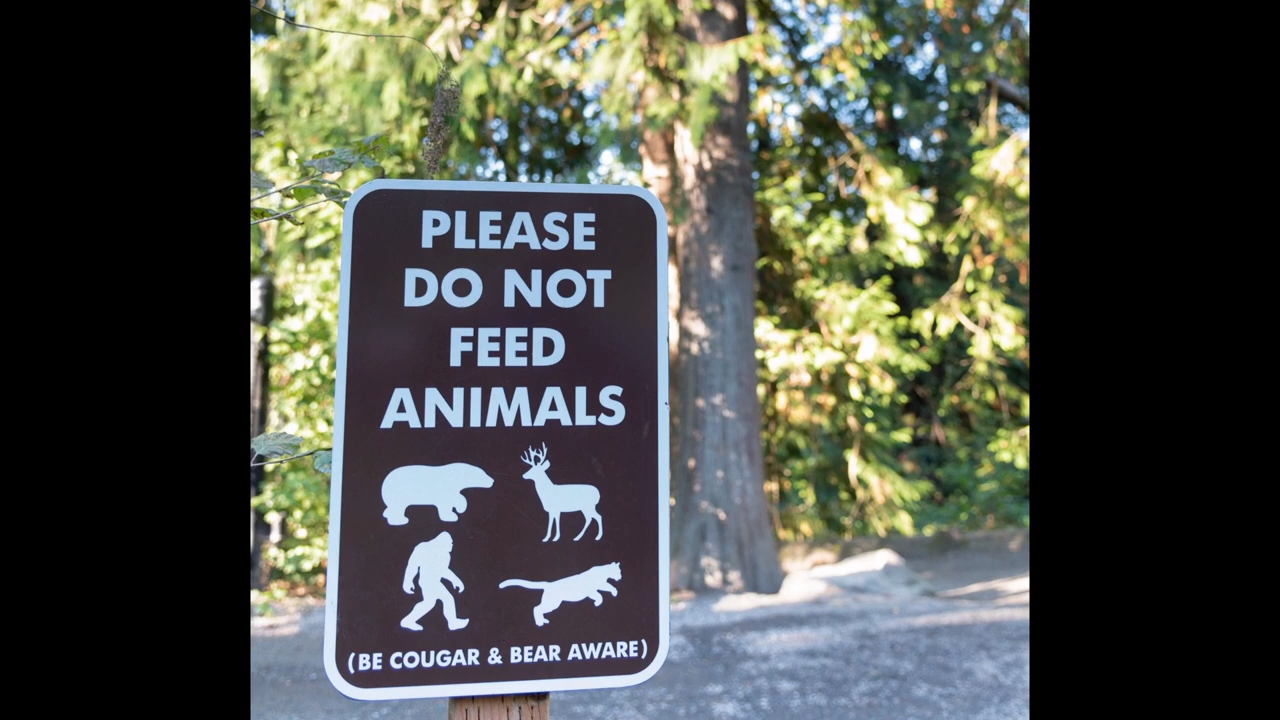 PLEASE
DO NOT
FEED
ANIMALS
(BE COUGAR & BEAR AWARE)